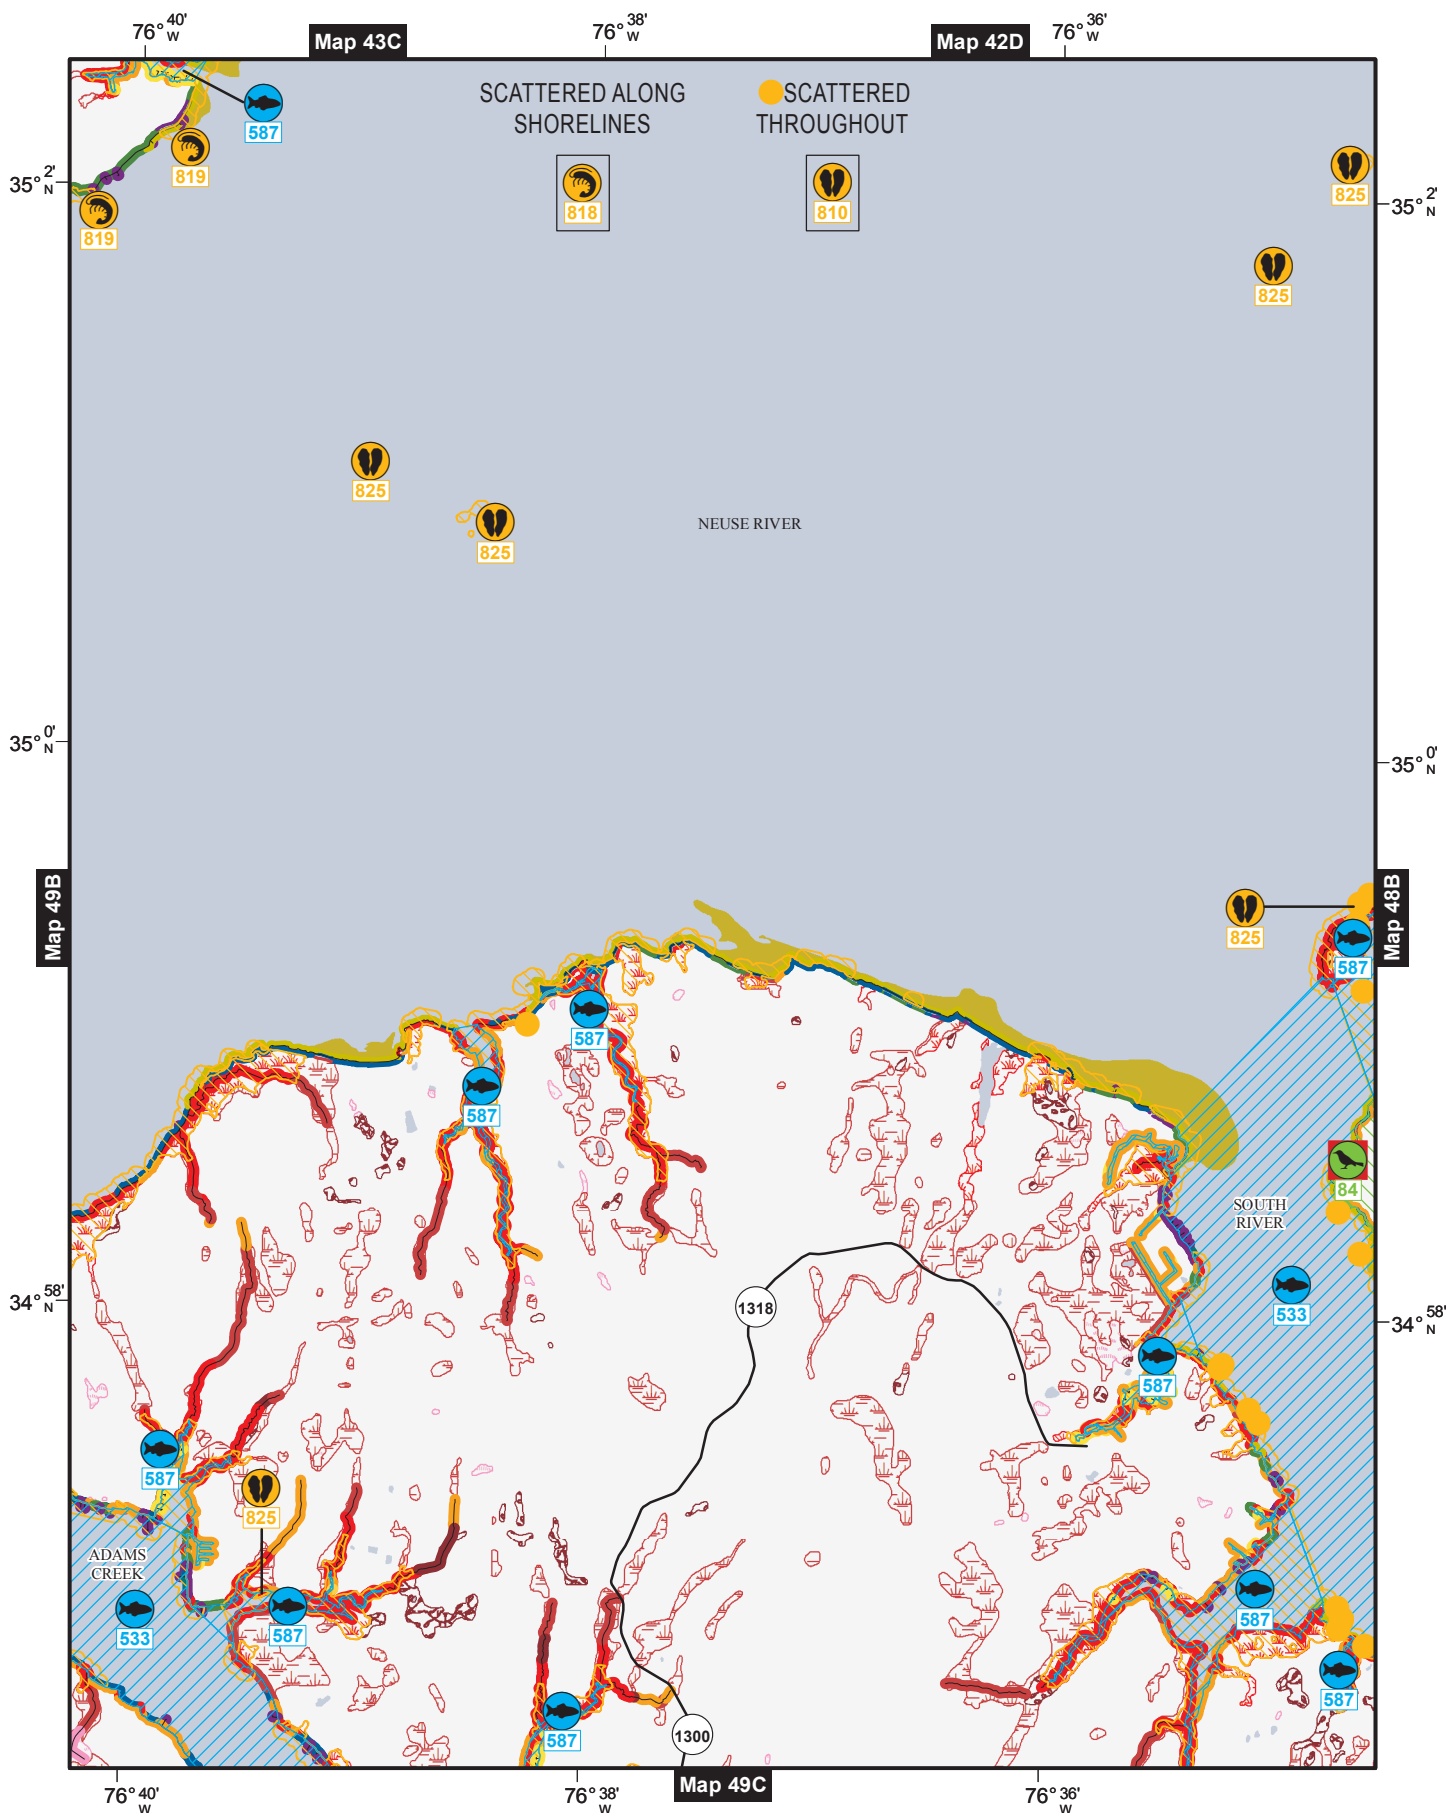 76° 40' W
Map 43C
76° 38' W
Map 42D
76° 36' W
SCATTERED ALONG
SHORELINES
SCATTERED
THROUGHOUT
587
819
35° 2' N
825
818
810
35° 2' N
819
825
825
NEUSE RIVER
825
35° 0' N
35° 0' N
Map 49B
Map 48B
825
587
587
587
84
SOUTH
RIVER
34° 58' N
1318
533
34° 58' N
587
587
825
ADAMS
CREEK
533
587
587
587
587
1300
Map 49C
76° 40' W
76° 38' W
76° 36' W